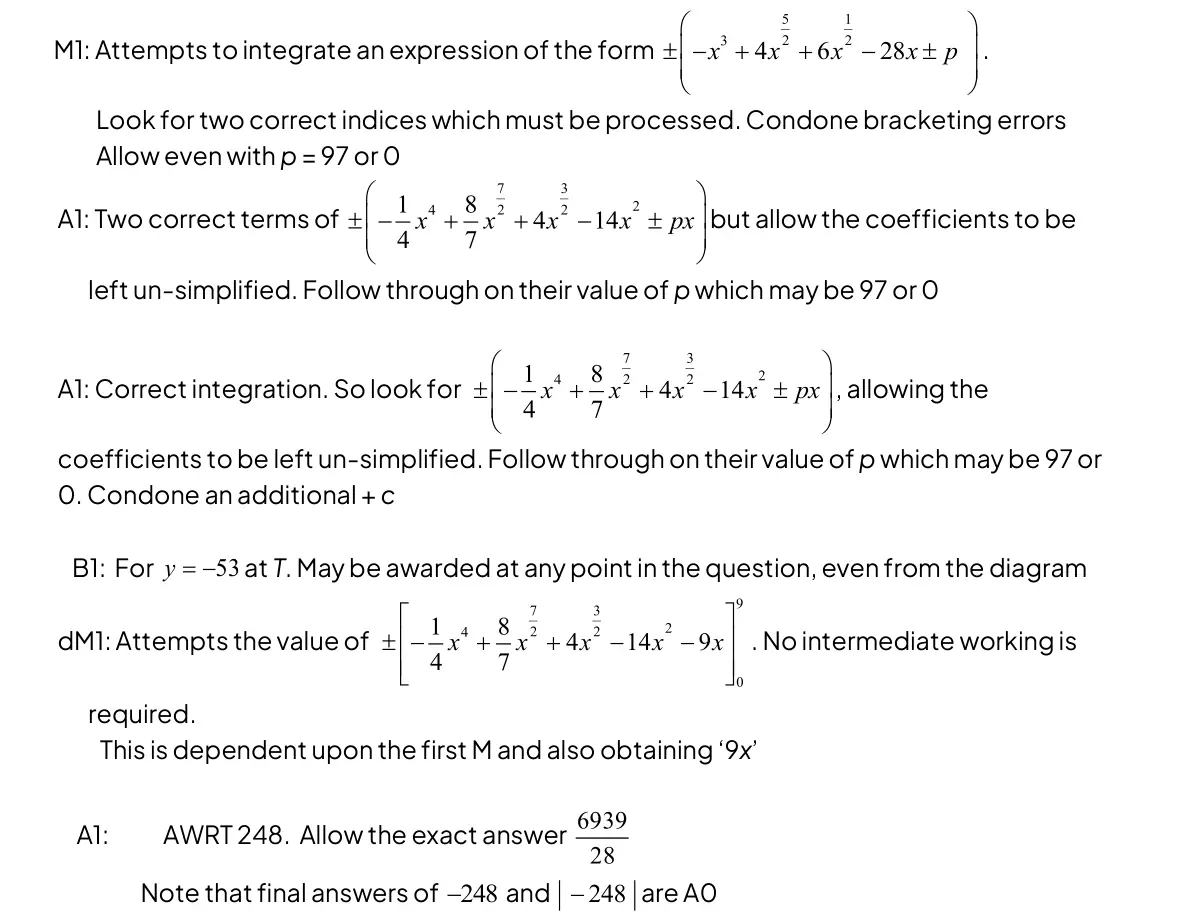 M1: Attempts to integrate an expression of the form ±(−x³ + 4x^(5/2) + 6x^(1/2) − 28x ± p).
Look for two correct indices which must be processed. Condone bracketing errors
Allow even with p = 97 or 0
A1: Two correct terms of ±(−1/4 x⁴ + 8/7 x^(7/2) + 4x^(3/2) − 14x² ± px) but allow the coefficients to be
left un-simplified. Follow through on their value of p which may be 97 or 0
A1: Correct integration. So look for ±(−1/4 x⁴ + 8/7 x^(7/2) + 4x^(3/2) − 14x² ± px), allowing the
coefficients to be left un-simplified. Follow through on their value of p which may be 97 or
0. Condone an additional + c
B1: For y = −53 at T. May be awarded at any point in the question, even from the diagram
dM1: Attempts the value of ±[−1/4 x⁴ + 8/7 x^(7/2) + 4x^(3/2) − 14x² − 9x]₀⁹. No intermediate working is
required.
This is dependent upon the first M and also obtaining ‘9x’
A1: AWRT 248. Allow the exact answer 6939/28
Note that final answers of −248 and |−248| are A0